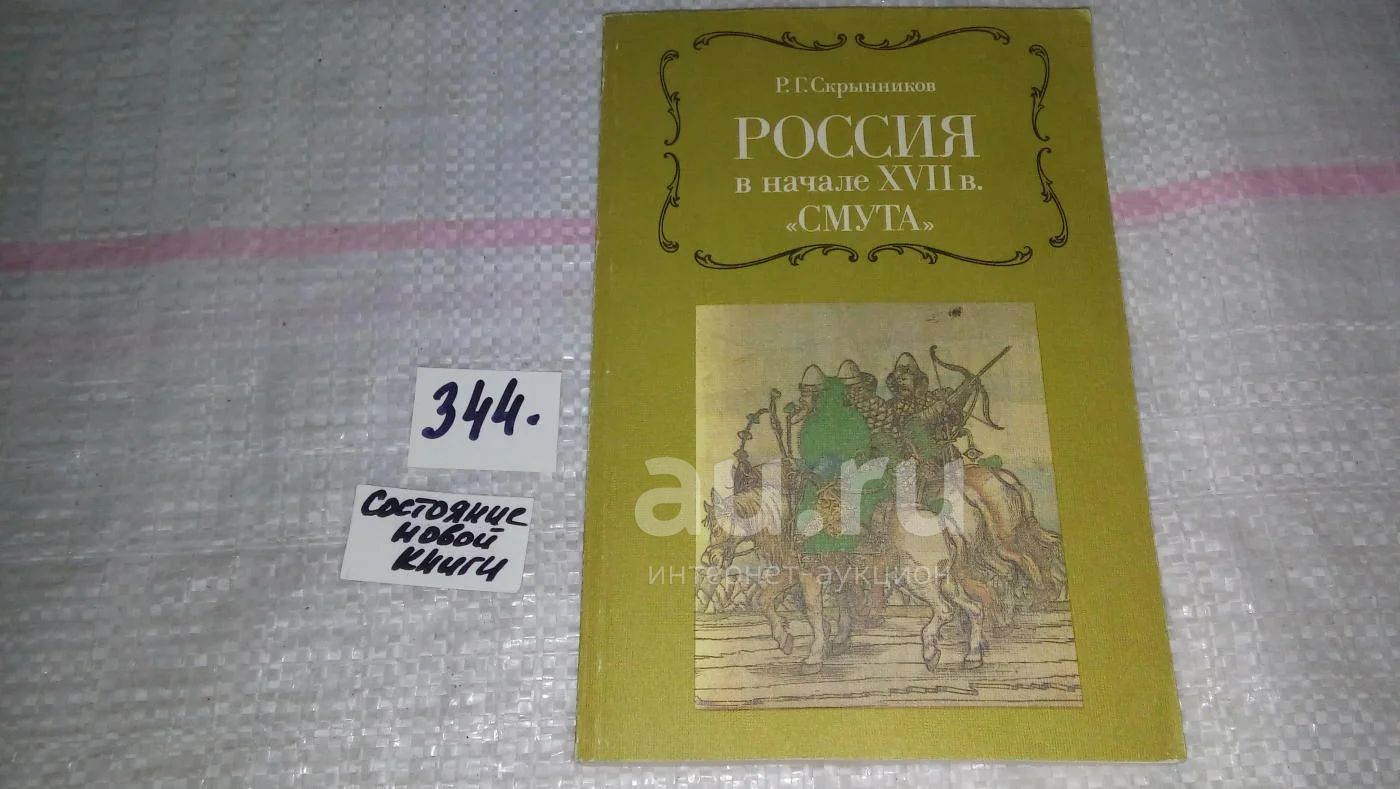 Р. Г. Скрынников
РОССИЯ
в начале XVII в.
«СМУТА»
344.
Состояние
новой
книги
au.ru
интернет аукцион